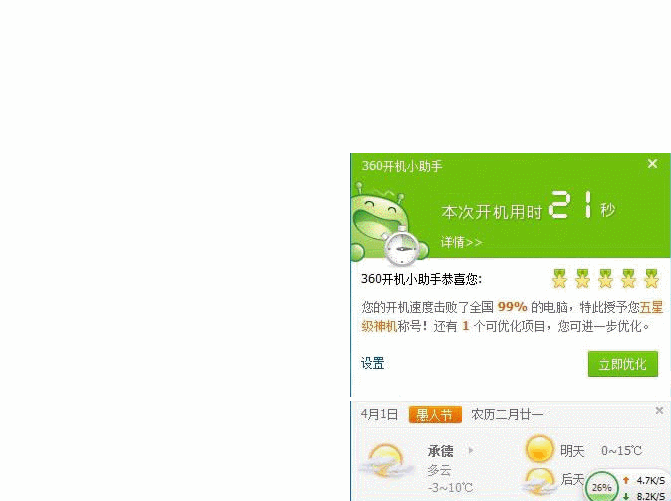 360开机小助手
本次开机用时 21 秒
详情>>
360开机小助手恭喜您:
您的开机速度击败了全国 99% 的电脑，特此授予您五星
级神机称号！还有 1 个可优化项目，您可进一步优化。
设置
立即优化
4月1日 愚人节 农历二月廿一
承德
多云
-3~10℃
明天 0~15℃
后天
26%
4.7K/S
8.2K/S